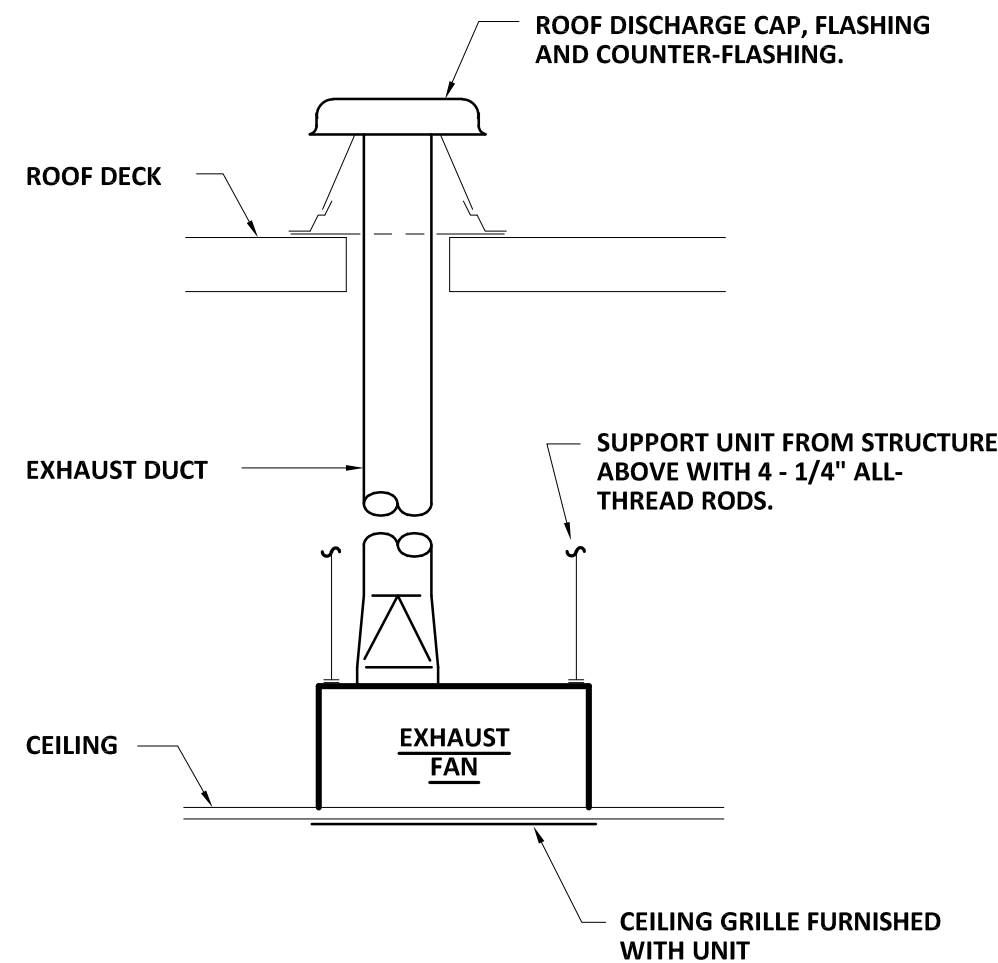 ROOF DISCHARGE CAP, FLASHING
AND COUNTER-FLASHING.
ROOF DECK
EXHAUST DUCT
SUPPORT UNIT FROM STRUCTURE
ABOVE WITH 4 - 1/4" ALL-
THREAD RODS.
CEILING
EXHAUST
FAN
CEILING GRILLE FURNISHED
WITH UNIT